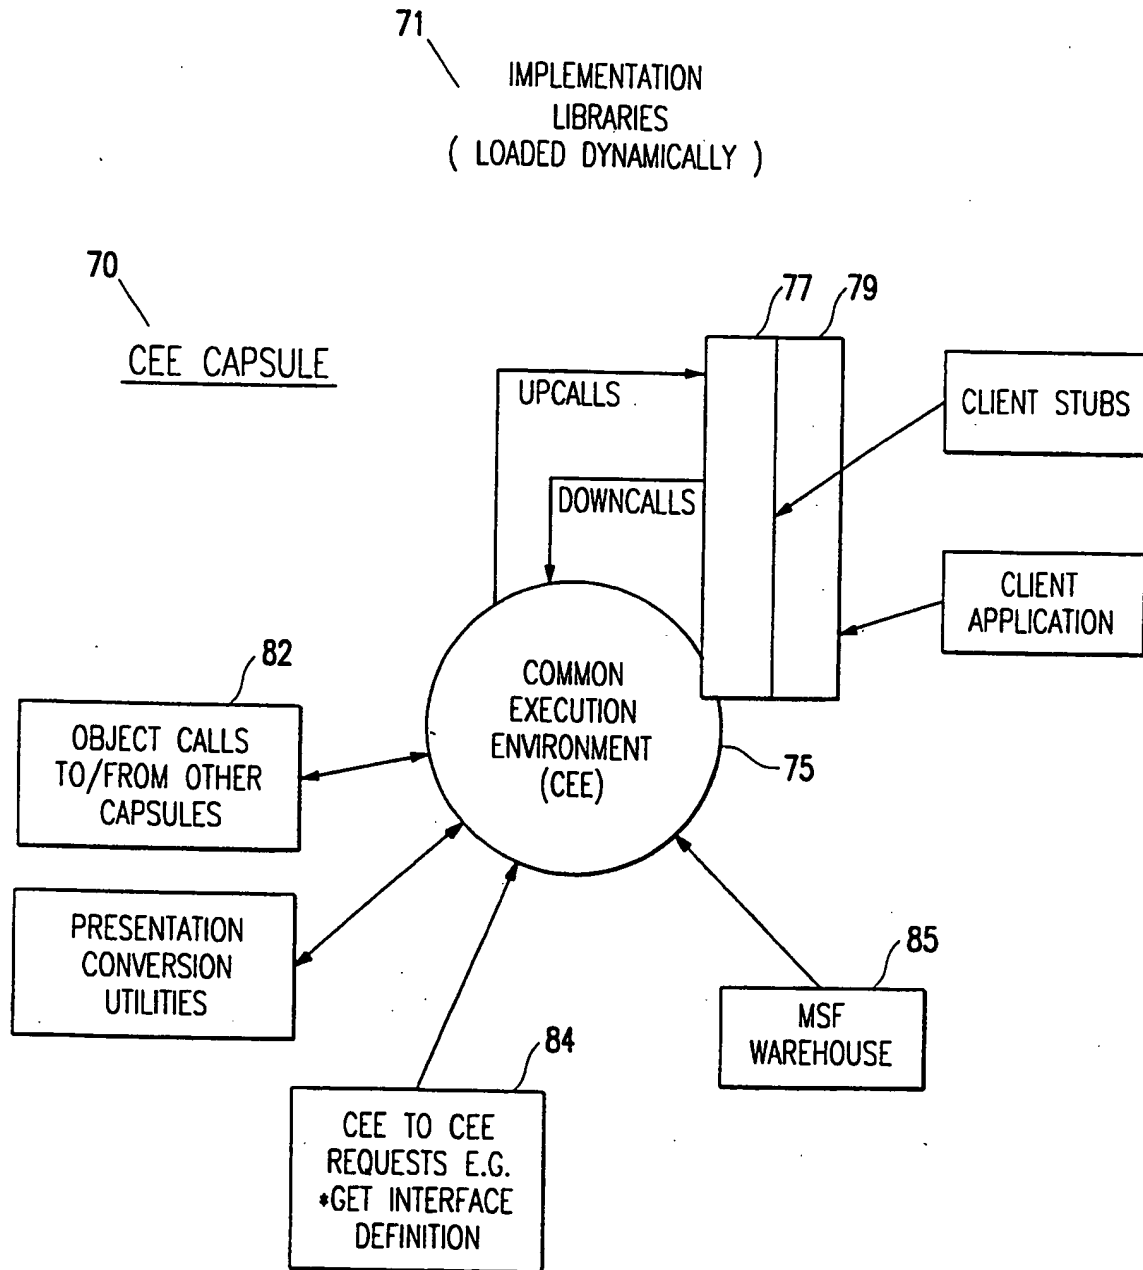 71
IMPLEMENTATION
LIBRARIES
( LOADED DYNAMICALLY )
70
CEE CAPSULE
77
79
UPCALLS
CLIENT STUBS
DOWNCALLS
CLIENT
APPLICATION
82
OBJECT CALLS
TO/FROM OTHER
CAPSULES
COMMON
EXECUTION
ENVIRONMENT
(CEE)
75
PRESENTATION
CONVERSION
UTILITIES
85
MSF
WAREHOUSE
84
CEE TO CEE
REQUESTS E.G.
*GET INTERFACE
DEFINITION